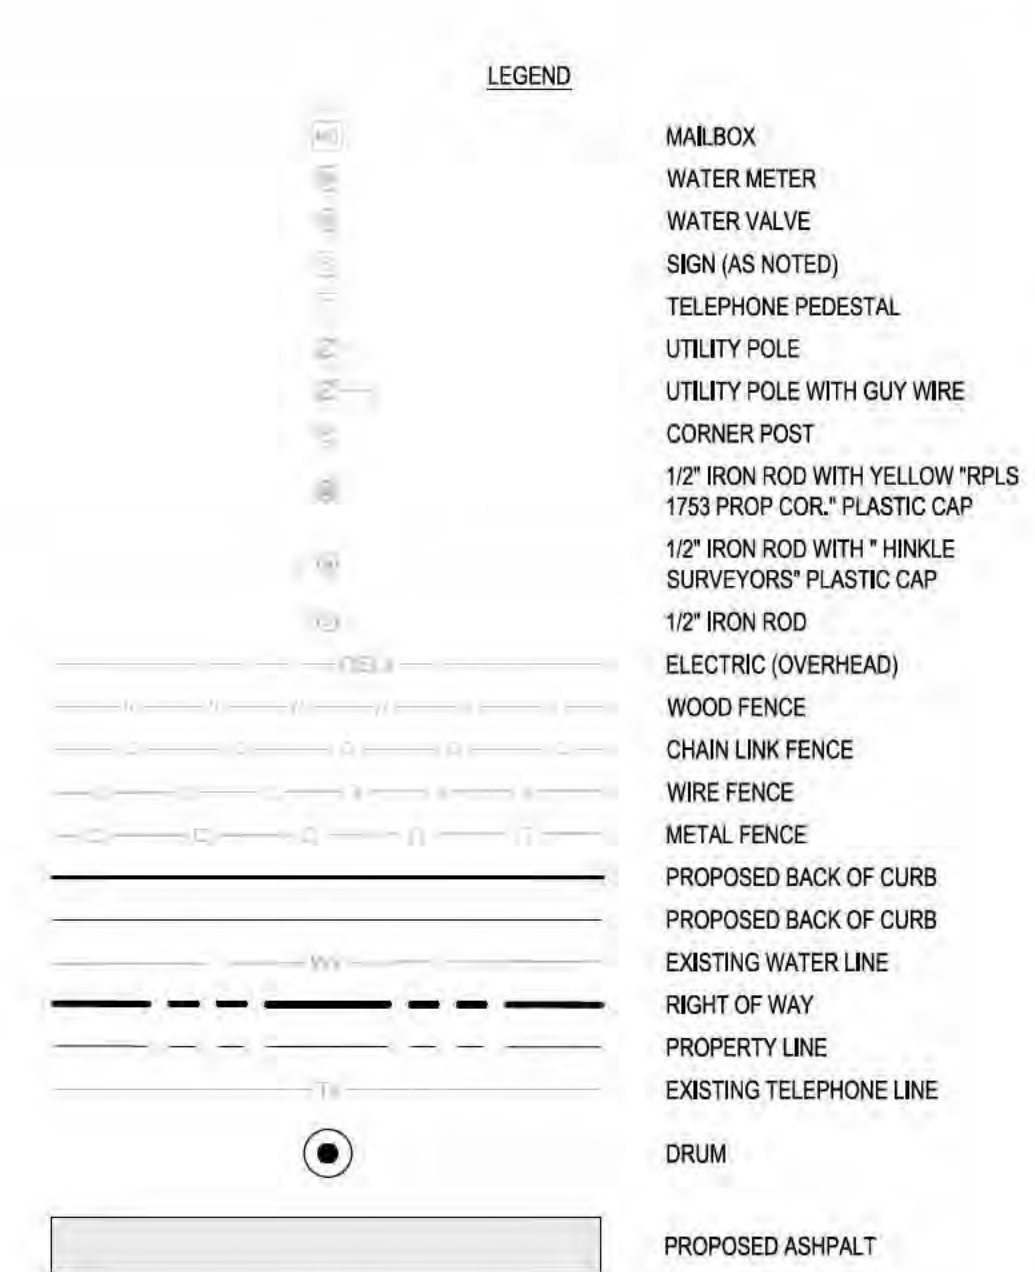 LEGEND
MAILBOX
WATER METER
WATER VALVE
SIGN (AS NOTED)
TELEPHONE PEDESTAL
UTILITY POLE
UTILITY POLE WITH GUY WIRE
CORNER POST
1/2" IRON ROD WITH YELLOW "RPLS
1753 PROP COR." PLASTIC CAP
1/2" IRON ROD WITH " HINKLE
SURVEYORS" PLASTIC CAP
1/2" IRON ROD
ELECTRIC (OVERHEAD)
WOOD FENCE
CHAIN LINK FENCE
WIRE FENCE
METAL FENCE
PROPOSED BACK OF CURB
PROPOSED BACK OF CURB
EXISTING WATER LINE
RIGHT OF WAY
PROPERTY LINE
EXISTING TELEPHONE LINE
DRUM
PROPOSED ASHPALT